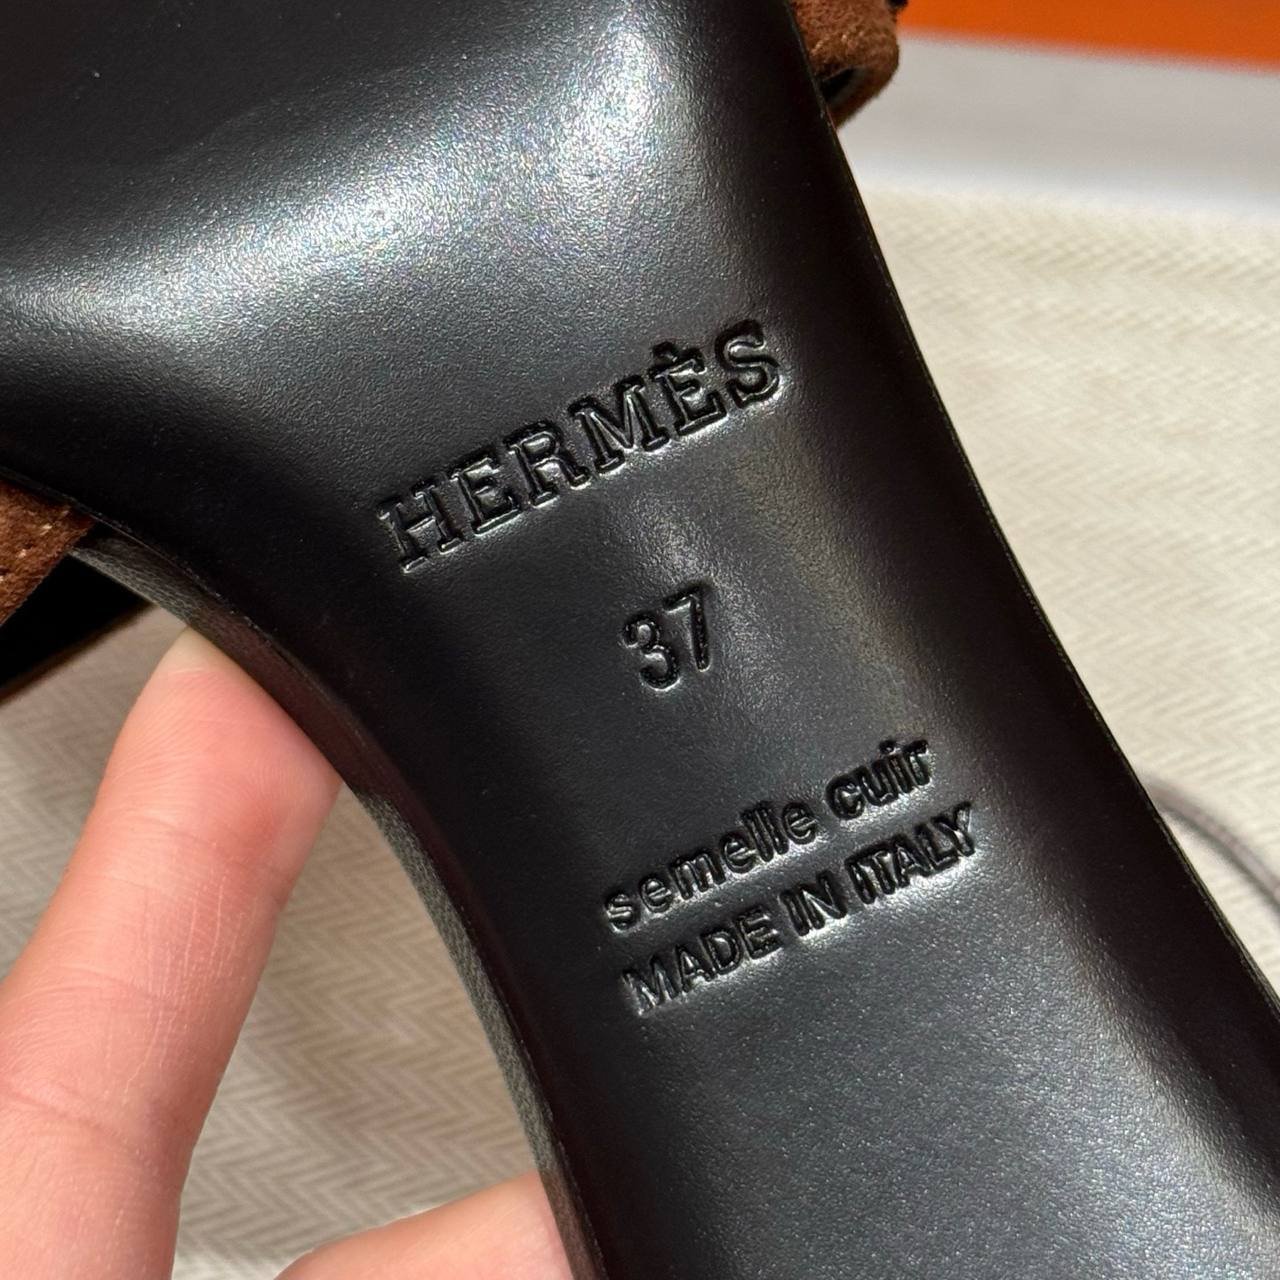 HERMÈS
37
semelle cuir
MADE IN ITALY